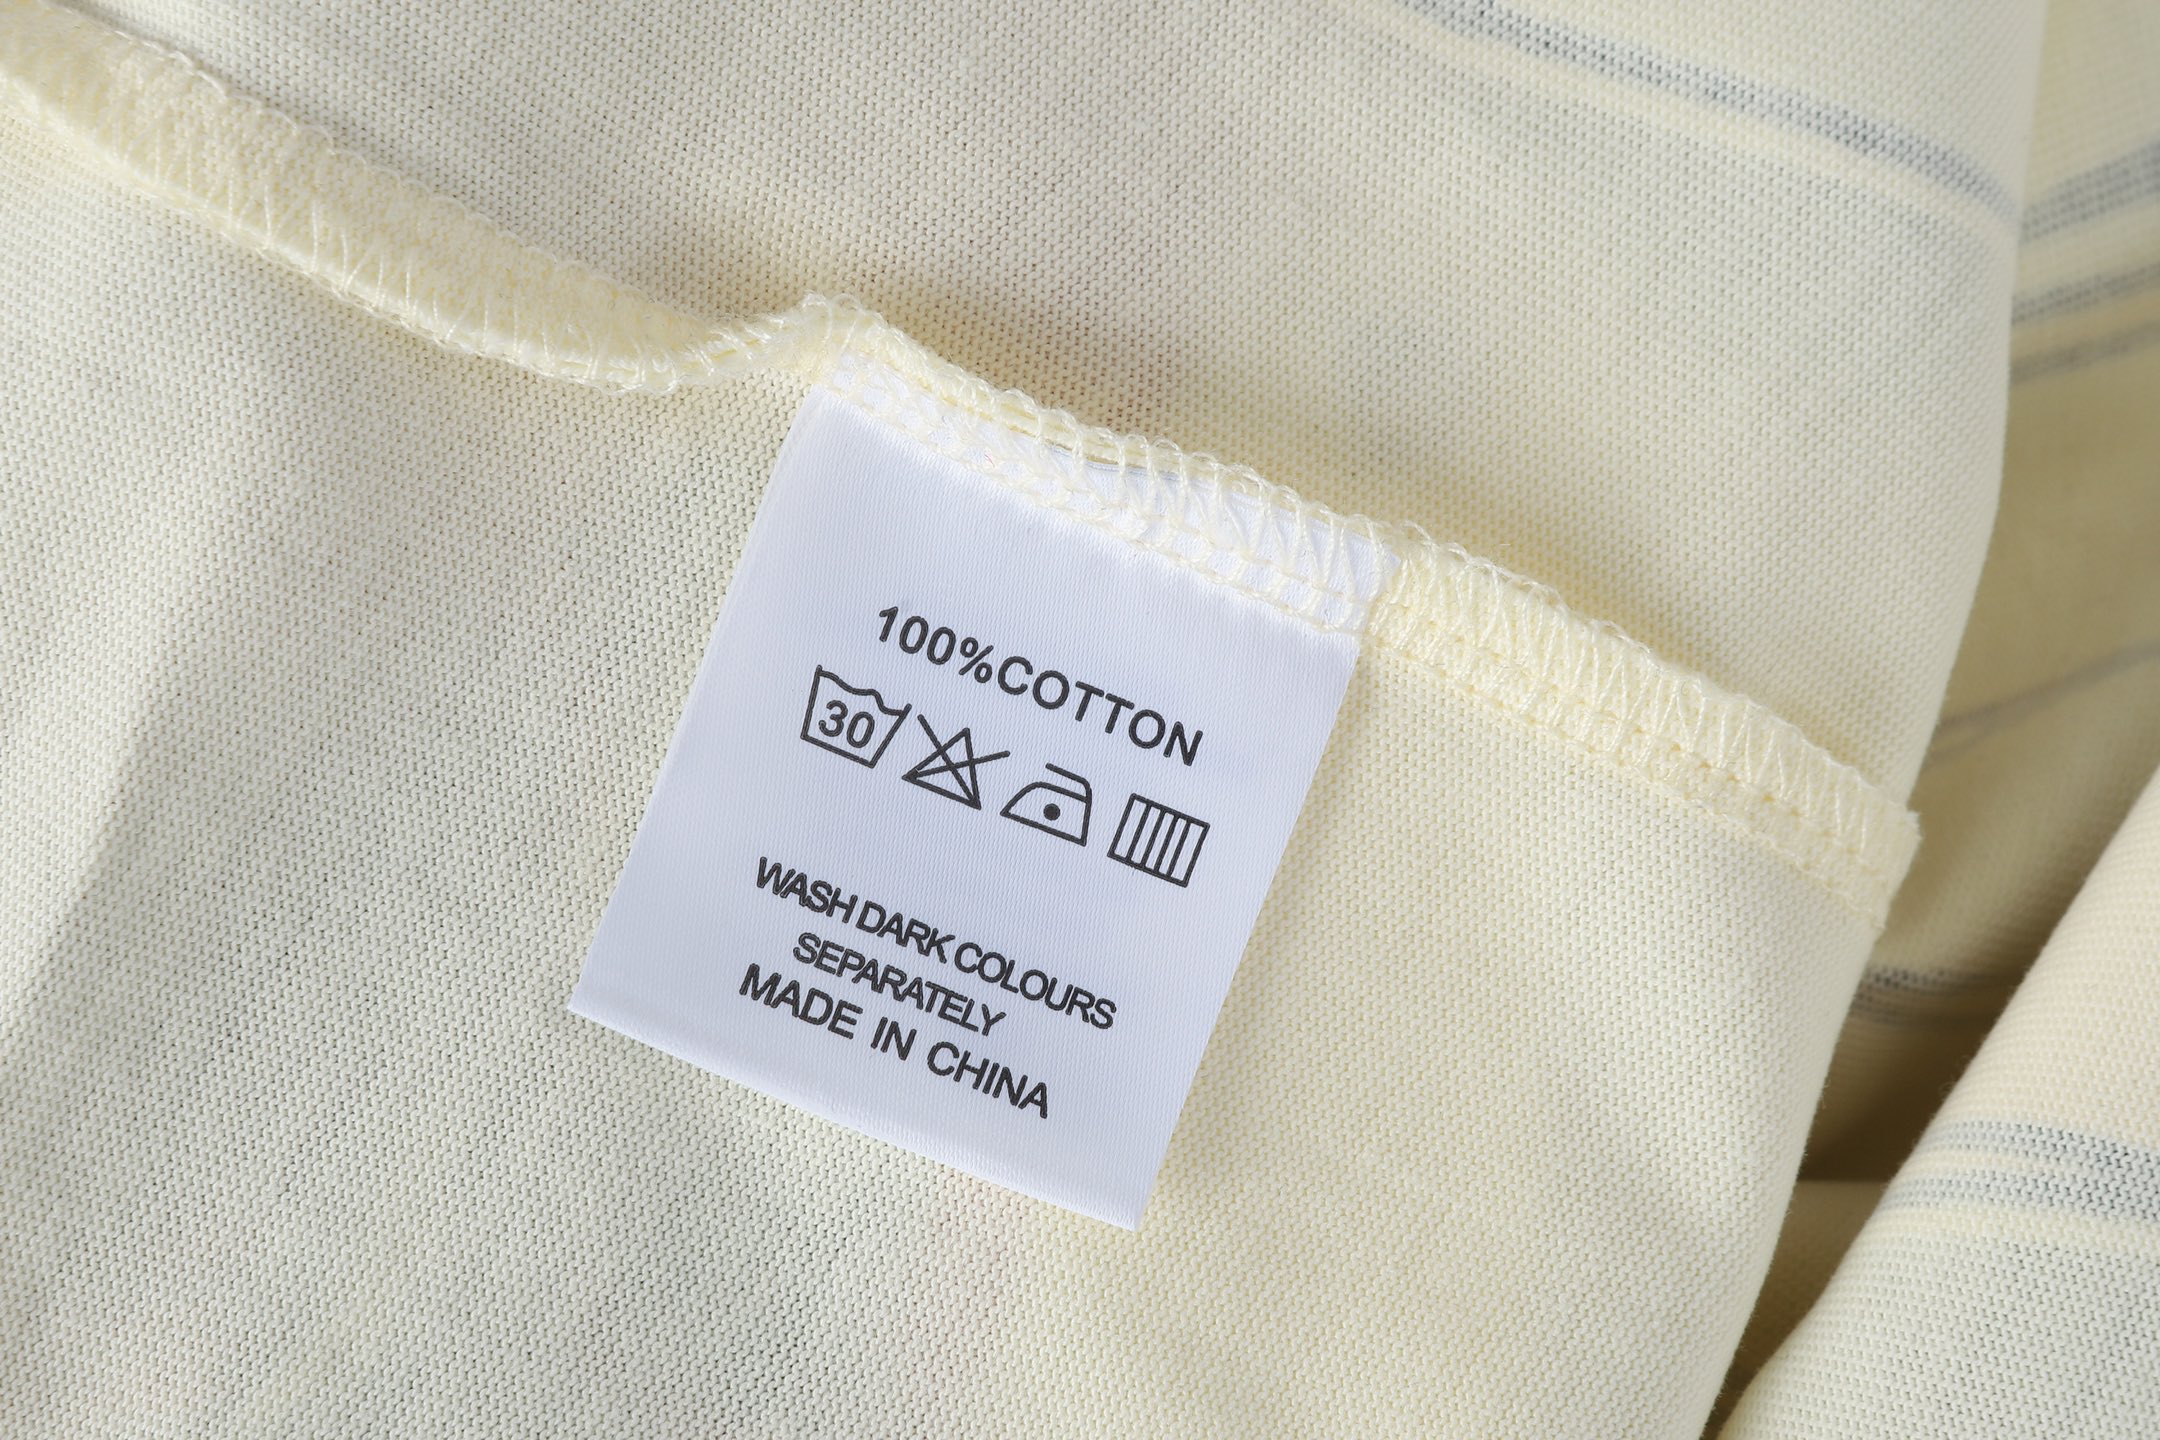 100%COTTON
30
WASH DARK COLOURS
SEPARATELY
MADE IN CHINA